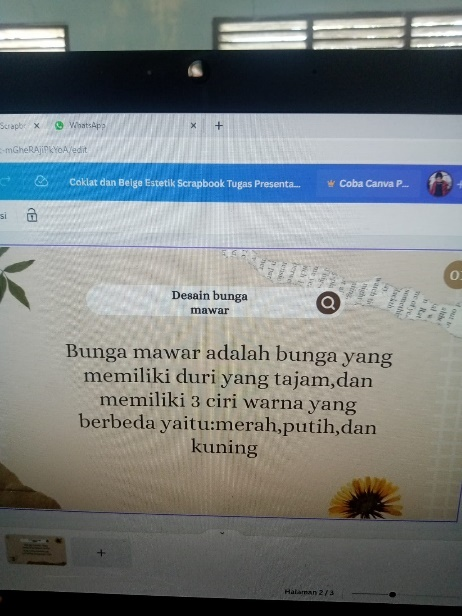 WhatsApp
-mGheRAjiPkYoA/edit
Coklat dan Beige Estetik Scrapbook Tugas Presenta...
Coba Canva P...
si
Desain bunga
mawar
Bunga mawar adalah bunga yang
memiliki duri yang tajam,dan
memiliki 3 ciri warna yang
berbeda yaitu:merah,putih,dan
kuning
Halaman 2 / 3